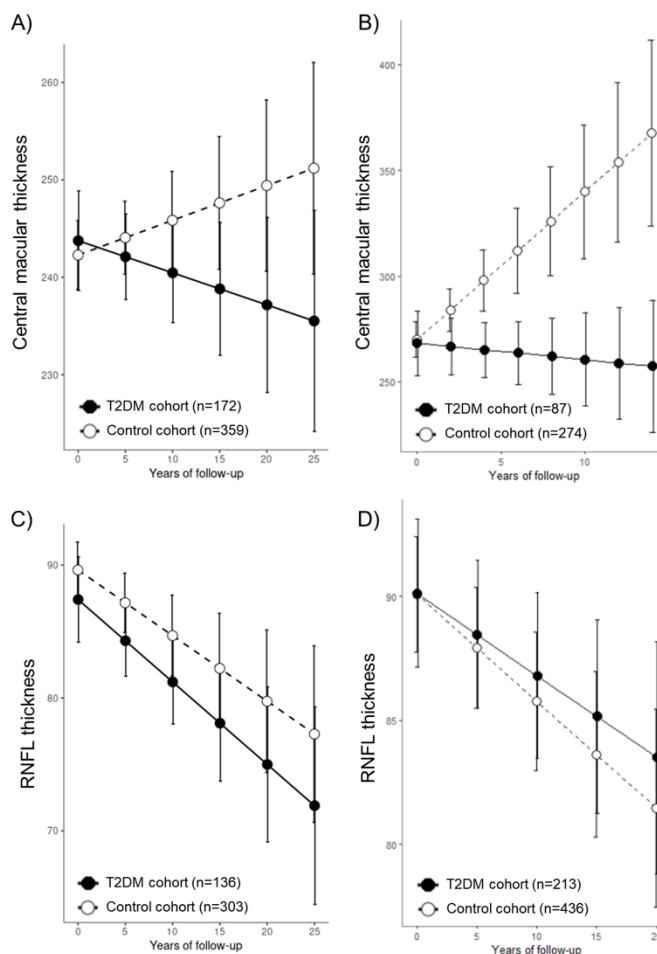 A)
Central macular thickness
260
250
240
230
T2DM cohort (n=172)
Control cohort (n=359)
0 5 10 15 20 25
Years of follow-up
B)
Central macular thickness
400
350
300
250
T2DM cohort (n=87)
Control cohort (n=274)
0 5 10
Years of follow-up
C)
RNFL thickness
90
80
70
T2DM cohort (n=136)
Control cohort (n=303)
0 5 10 15 20 25
Years of follow-up
D)
RNFL thickness
90
85
80
T2DM cohort (n=213)
Control cohort (n=436)
0 5 10 15
Years of follow-up